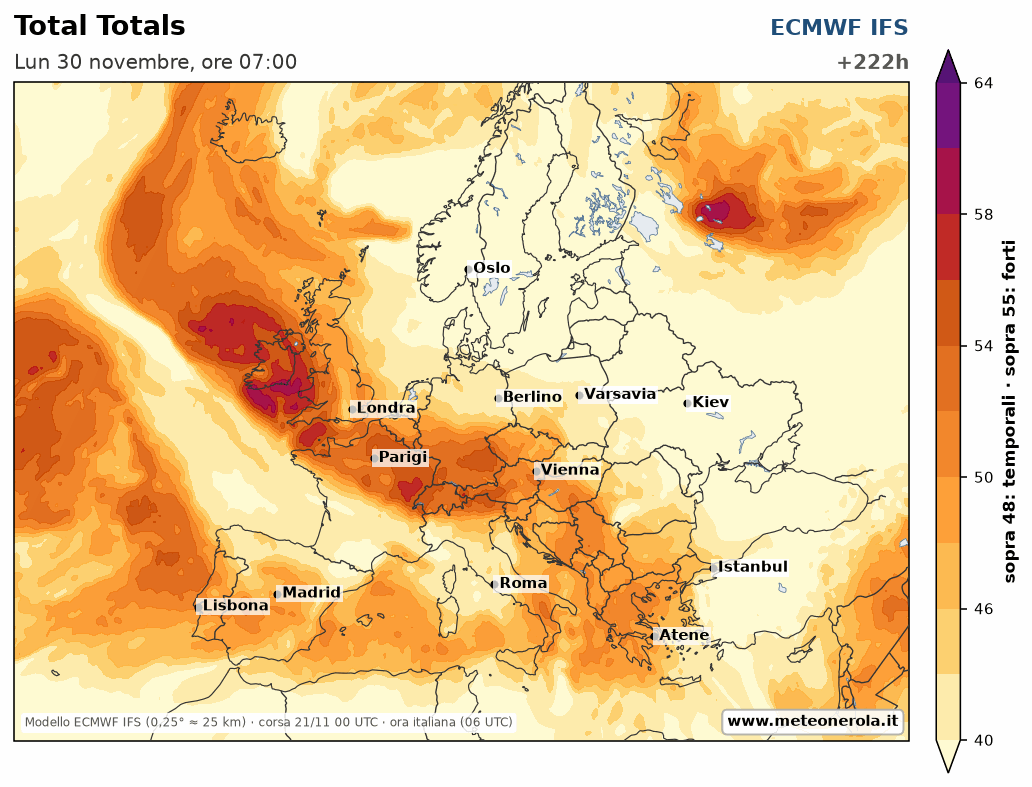 Total Totals
ECMWF IFS
Lun 30 novembre, ore 07:00
+222h
64
58
54
50
46
40
sopra 48: temporali · sopra 55: forti
Oslo
Londra
Berlino
Varsavia
Kiev
Parigi
Vienna
Lisbona
Madrid
Roma
Istanbul
Atene
Modello ECMWF IFS (0,25° ≈ 25 km) · corsa 21/11 00 UTC · ora italiana (06 UTC)
www.meteonerola.it